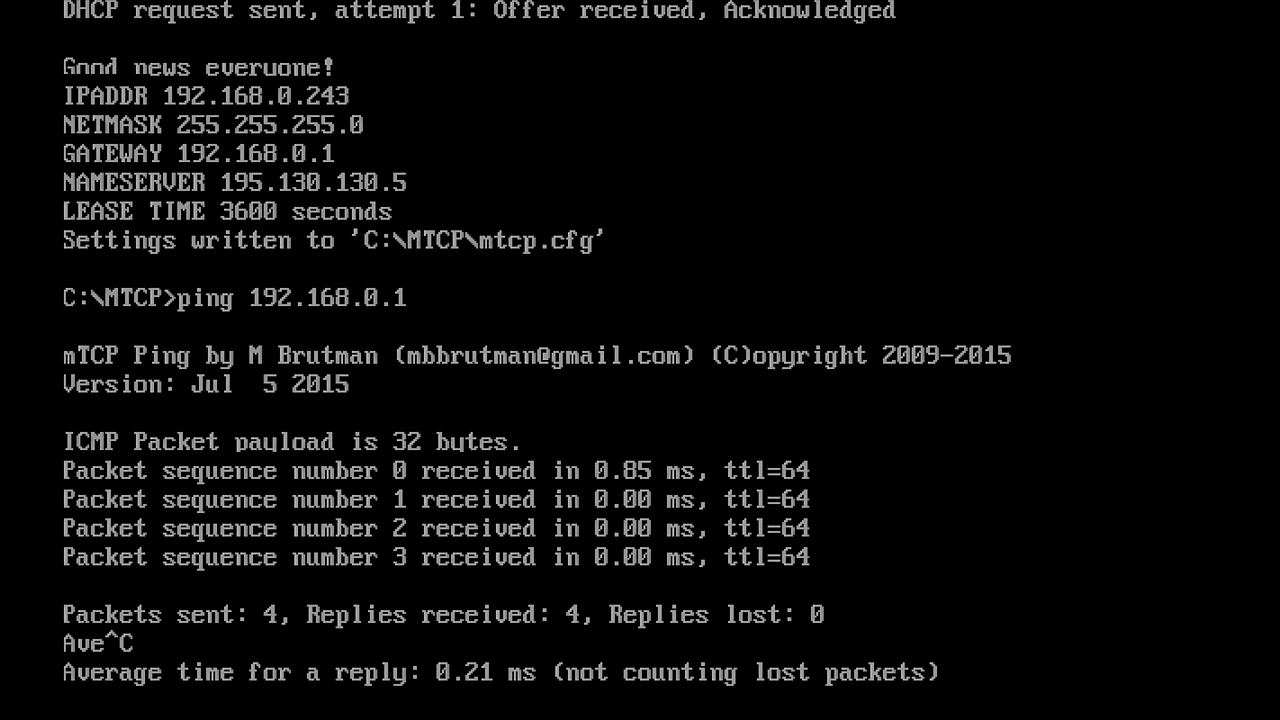 DHCP request sent, attempt 1: Offer received, Acknowledged
Good news everyone!
IPADDR 192.168.0.243
NETMASK 255.255.255.0
GATEWAY 192.168.0.1
NAMESERVER 195.130.130.5
LEASE TIME 3600 seconds
Settings written to 'C:\MTCP\mtcp.cfg'
C:\MTCP>ping 192.168.0.1
mTCP Ping by M Brutman (mbbrutman@gmail.com) (C)opyright 2009-2015
Version: Jul  5 2015
ICMP Packet payload is 32 bytes.
Packet sequence number 0 received in 0.85 ms, ttl=64
Packet sequence number 1 received in 0.00 ms, ttl=64
Packet sequence number 2 received in 0.00 ms, ttl=64
Packet sequence number 3 received in 0.00 ms, ttl=64
Packets sent: 4, Replies received: 4, Replies lost: 0
Ave^C
Average time for a reply: 0.21 ms (not counting lost packets)